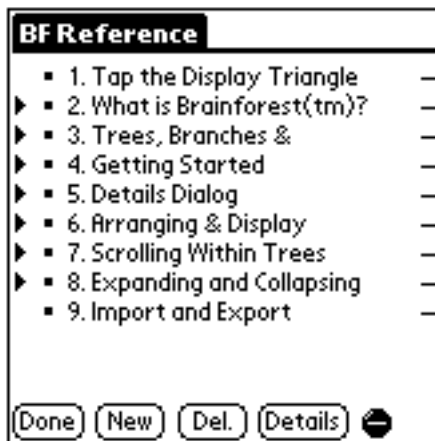 BF Reference
1. Tap the Display Triangle
2. What is Brainforest(tm)?
3. Trees, Branches &
4. Getting Started
5. Details Dialog
6. Arranging & Display
7. Scrolling Within Trees
8. Expanding and Collapsing
9. Import and Export
Done New Del. Details